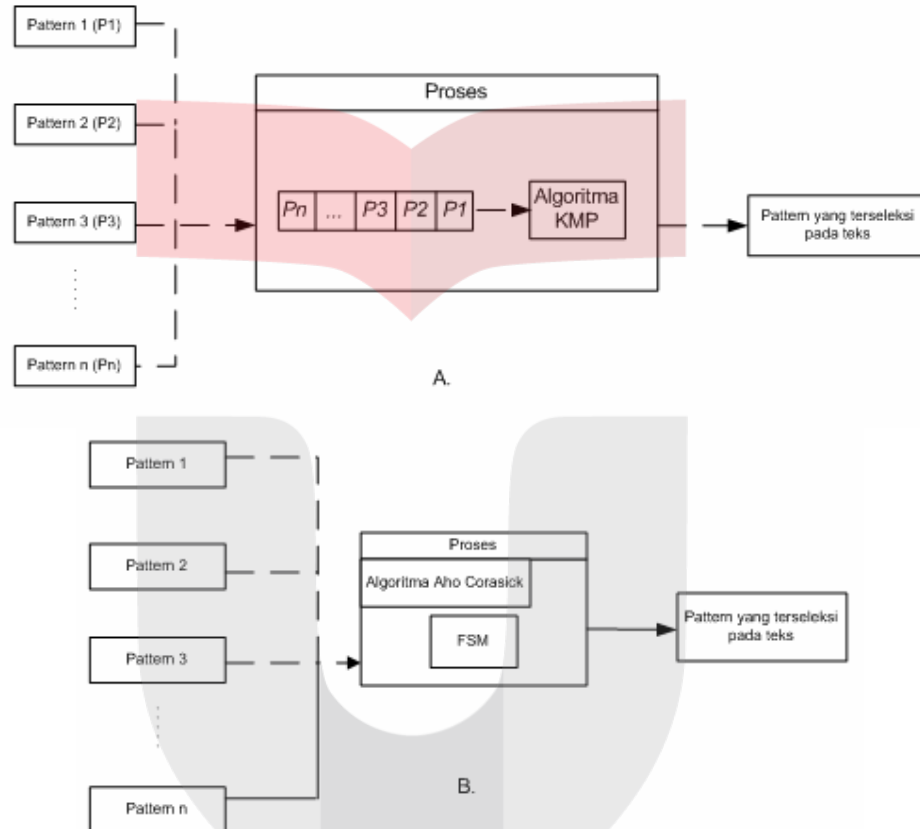 Pattern 1 (P1)
Pattern 2 (P2)
Pattern 3 (P3)
Pattern n (Pn)
Proses
Pn ... P3 P2 P1
Algoritma
KMP
Pattern yang terseleksi
pada teks
A.
Pattern 1
Pattern 2
Pattern 3
Pattern n
Proses
Algoritma Aho Corasick
FSM
Pattern yang terseleksi
pada teks
B.